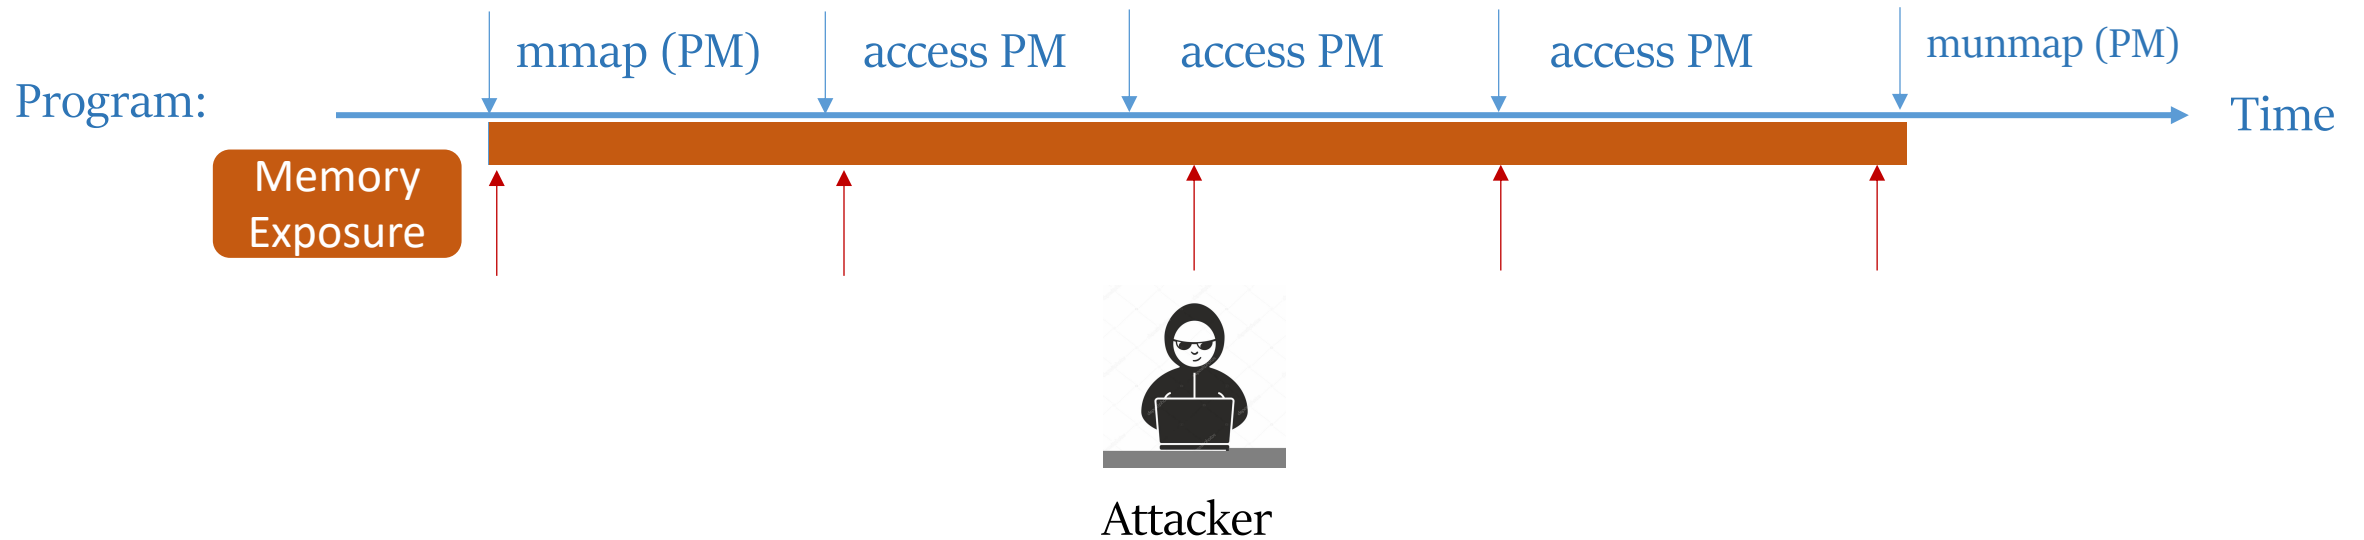 mmap (PM)
access PM
access PM
access PM
munmap (PM)
Program:
Time
Memory
Exposure
Attacker